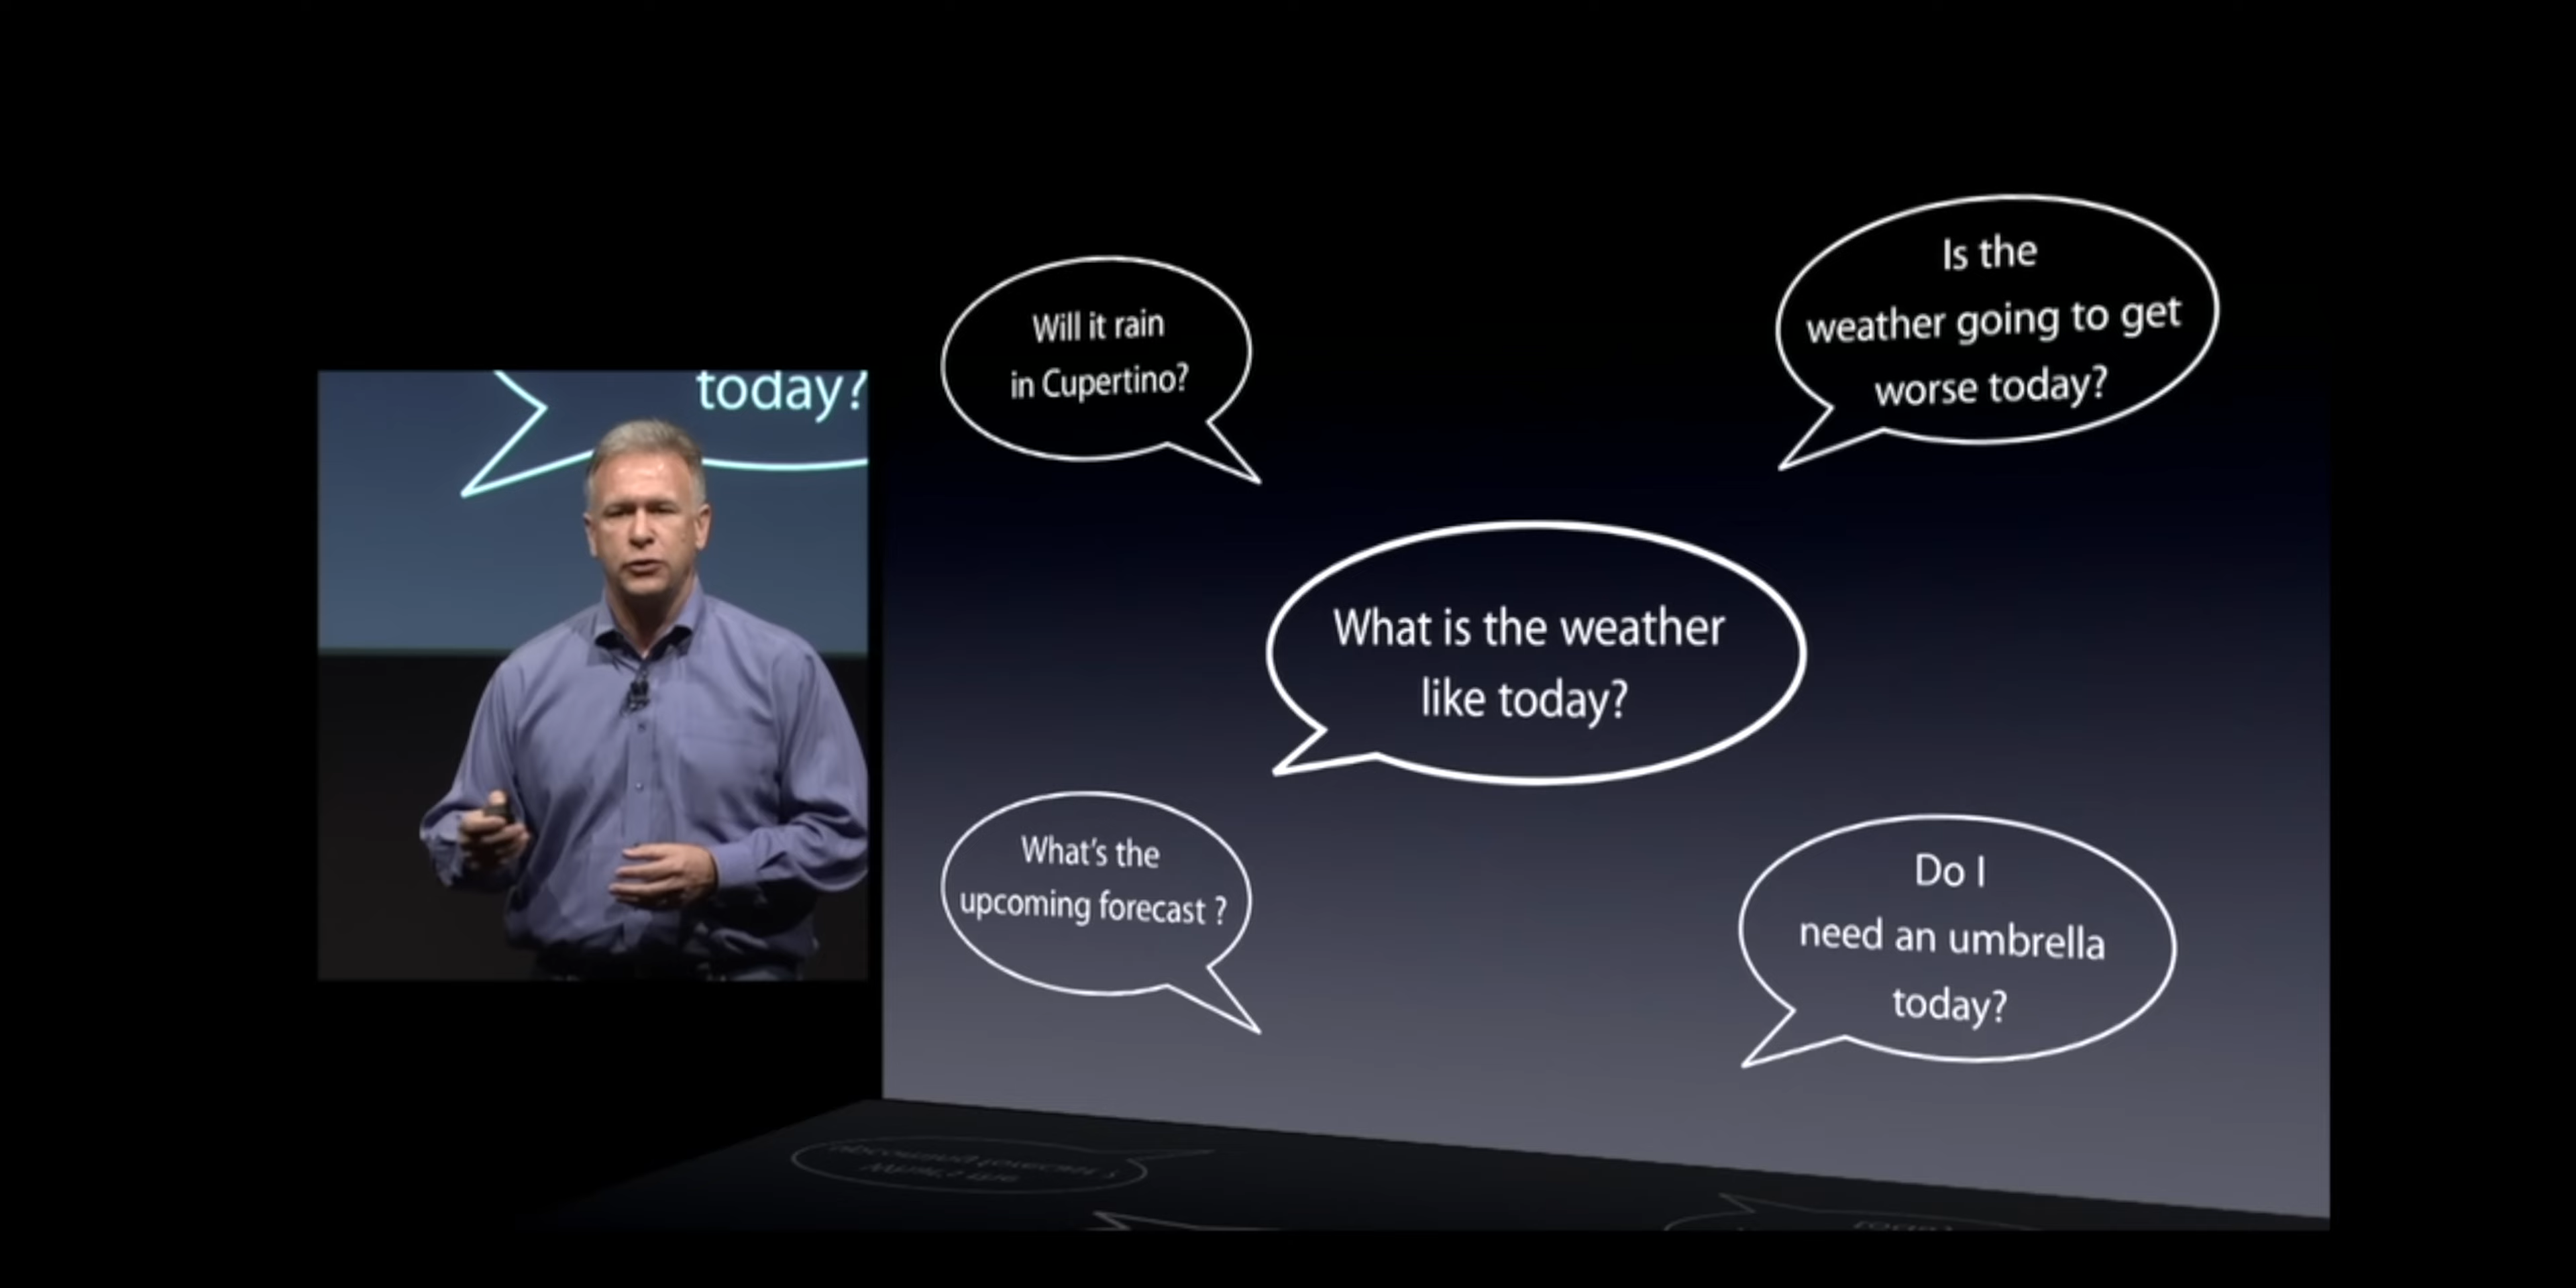 today?
Will it rain
in Cupertino?
Is the
weather going to get
worse today?
What is the weather
like today?
What's the
upcoming forecast ?
Do I
need an umbrella
today?